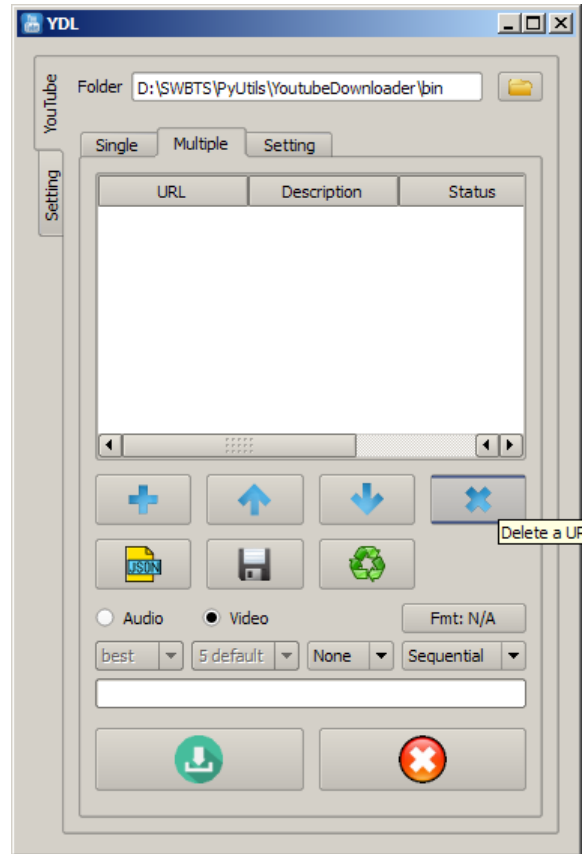 YDL
YouTube
Setting
Folder D:\SWBTS\PyUtils\YoutubeDownloader\bin
Single Multiple Setting
URL Description Status
Delete a UR
JSON
Audio Video Fmt: N/A
best 5 default None Sequential